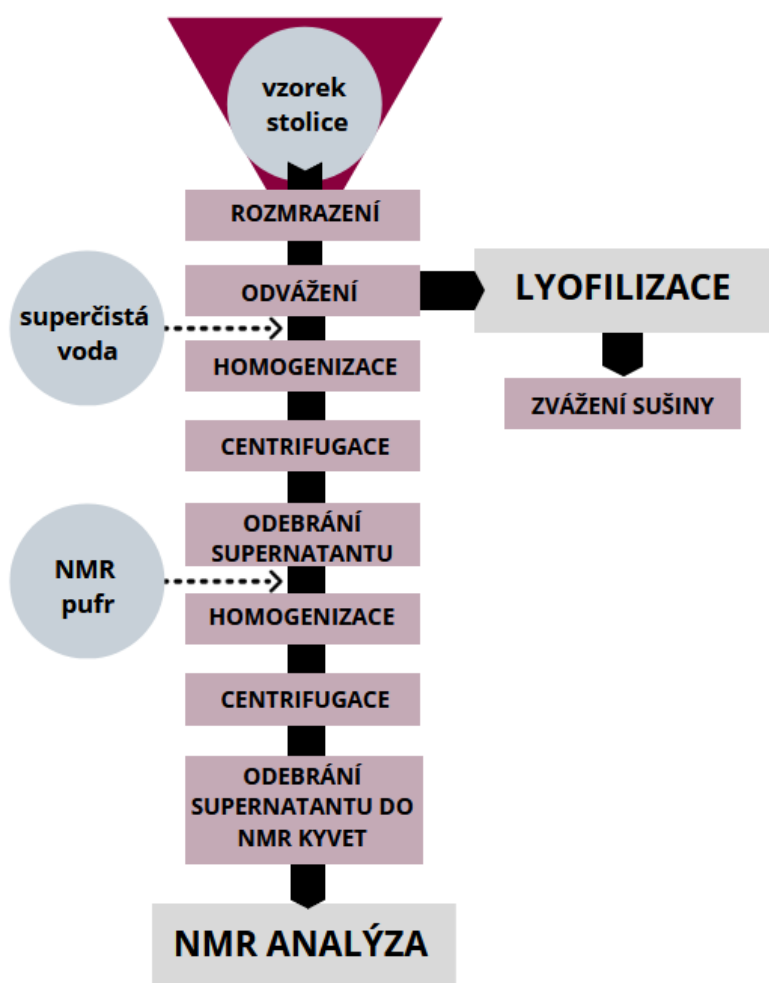 vzorek
stolice
ROZMRAZENÍ
ODVÁŽENÍ
LYOFILIZACE
superčistá
voda
HOMOGENIZACE
ZVÁŽENÍ SUŠINY
CENTRIFUGACE
ODEBRÁNÍ
SUPERNATANTU
NMR
pufr
HOMOGENIZACE
CENTRIFUGACE
ODEBRÁNÍ
SUPERNATANTU DO
NMR KYVET
NMR ANALÝZA